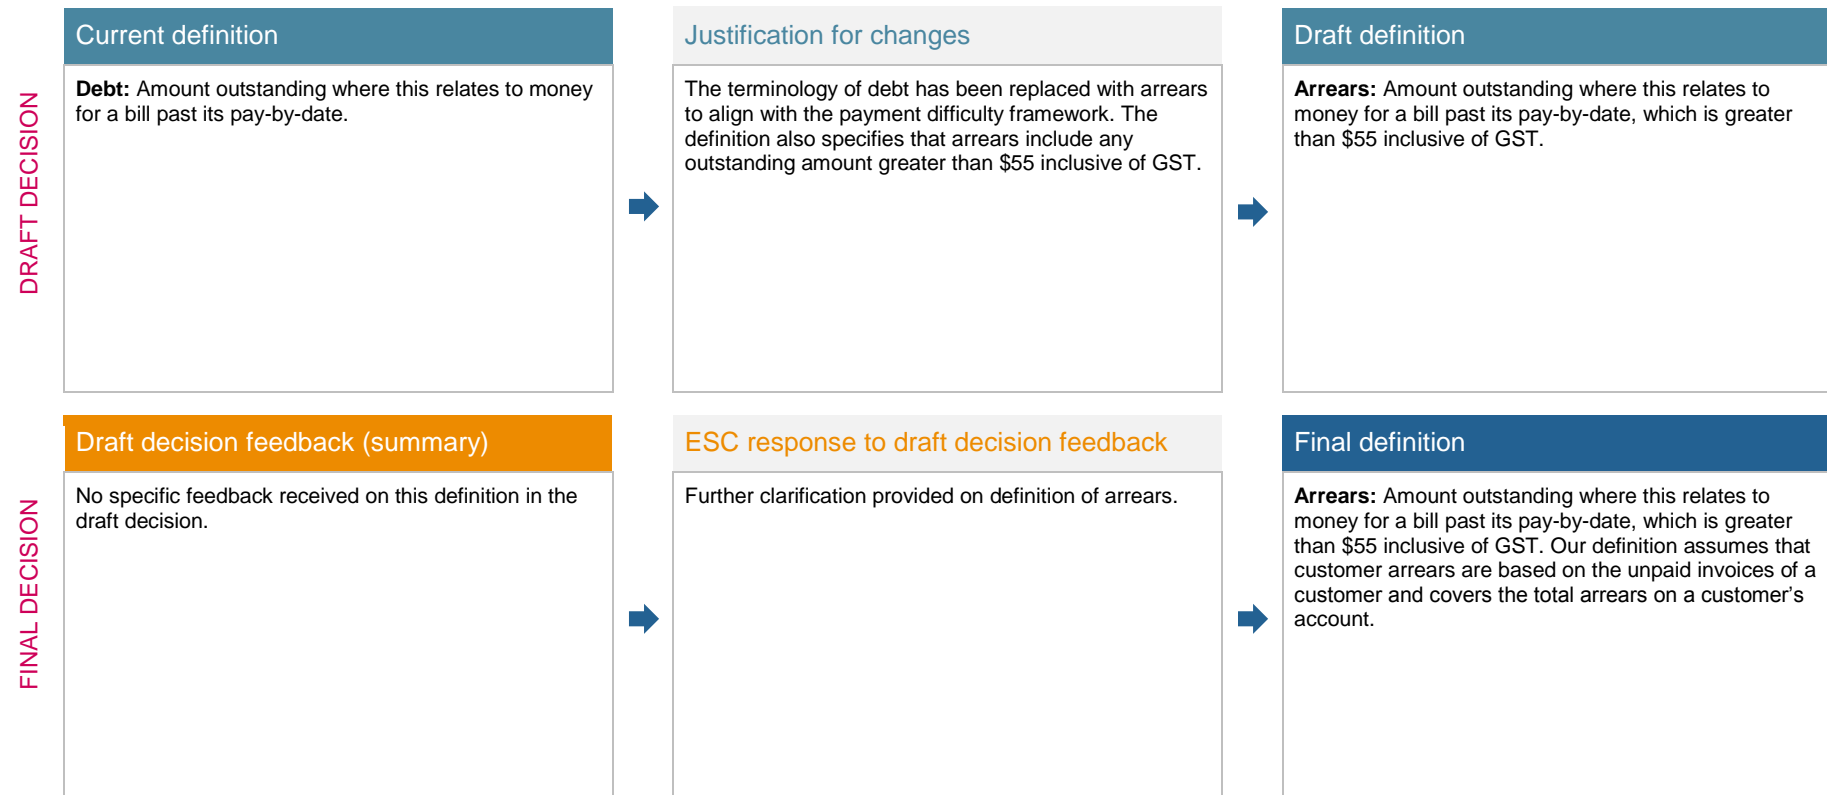 DRAFT DECISION
Current definition
Debt: Amount outstanding where this relates to money
for a bill past its pay-by-date.
Justification for changes
The terminology of debt has been replaced with arrears
to align with the payment difficulty framework. The
definition also specifies that arrears include any
outstanding amount greater than $55 inclusive of GST.
Draft definition
Arrears: Amount outstanding where this relates to
money for a bill past its pay-by-date, which is greater
than $55 inclusive of GST.
FINAL DECISION
Draft decision feedback (summary)
No specific feedback received on this definition in the
draft decision.
ESC response to draft decision feedback
Further clarification provided on definition of arrears.
Final definition
Arrears: Amount outstanding where this relates to
money for a bill past its pay-by-date, which is greater
than $55 inclusive of GST. Our definition assumes that
customer arrears are based on the unpaid invoices of a
customer and covers the total arrears on a customer’s
account.